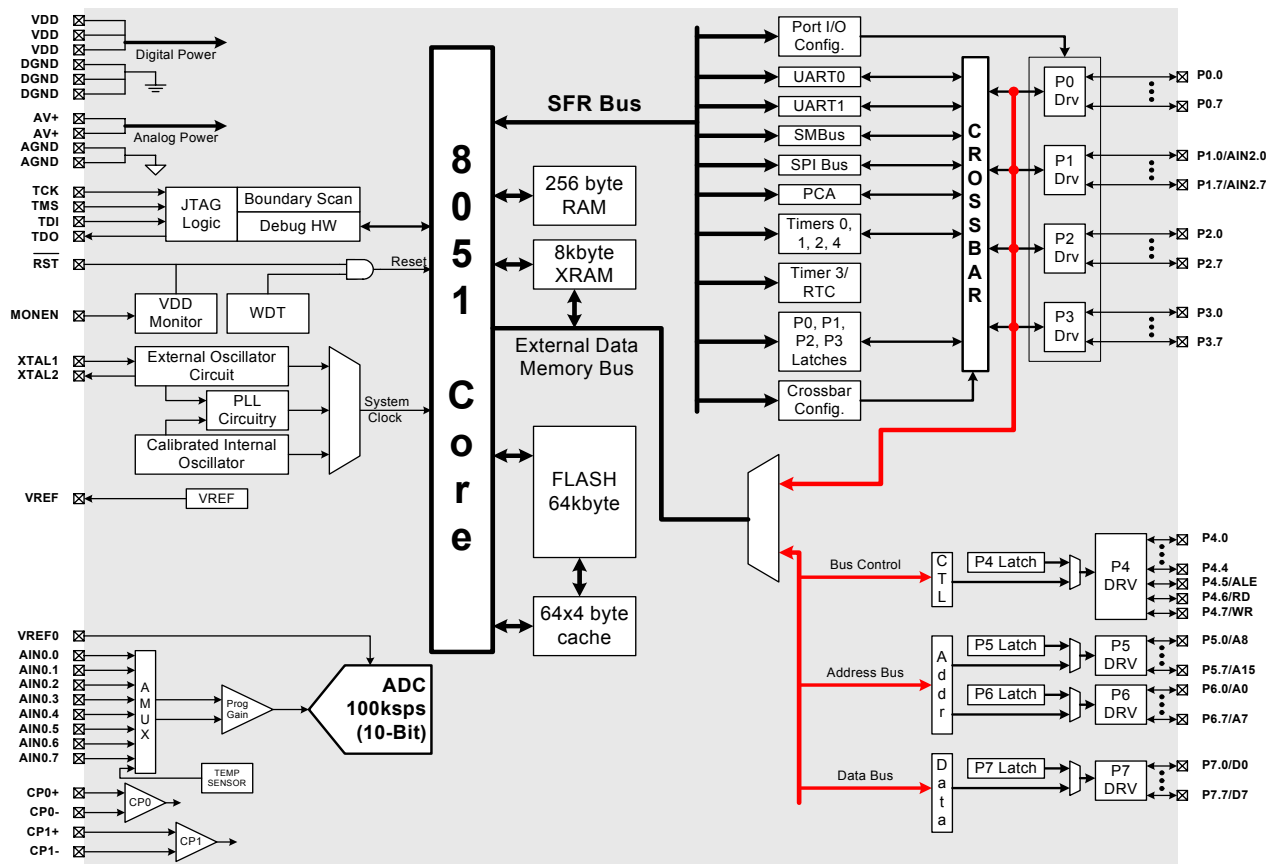 VDD
VDD
VDD
Digital Power
DGND
DGND
DGND
AV+
AV+
Analog Power
AGND
AGND
TCK
TMS
TDI
TDO
JTAG
Logic
Boundary Scan
Debug HW
RST
Reset
MONEN
VDD
Monitor
WDT
XTAL1
XTAL2
External Oscillator
Circuit
PLL
Circuitry
Calibrated Internal
Oscillator
System
Clock
VREF
VREF
VREF0
AIN0.0
AIN0.1
AIN0.2
AIN0.3
AIN0.4
AIN0.5
AIN0.6
AIN0.7
AMUX
Prog
Gain
ADC
100ksps
(10-Bit)
TEMP
SENSOR
CP0+
CP0-
CP0
CP1+
CP1-
CP1
8051 Core
SFR Bus
256 byte
RAM
8kbyte
XRAM
External Data
Memory Bus
FLASH
64kbyte
64x4 byte
cache
Port I/O
Config.
UART0
UART1
SMBus
SPI Bus
PCA
Timers 0,
1, 2, 4
Timer 3/
RTC
P0, P1,
P2, P3
Latches
Crossbar
Config.
CROSSBAR
P0
Drv
P1
Drv
P2
Drv
P3
Drv
P0.0
P0.7
P1.0/AIN2.0
P1.7/AIN2.7
P2.0
P2.7
P3.0
P3.7
Bus Control
CTL
P4 Latch
P4
DRV
P4.0
P4.4
P4.5/ALE
P4.6/RD
P4.7/WR
Address Bus
Addr
P5 Latch
P5
DRV
P5.0/A8
P5.7/A15
P6 Latch
P6
DRV
P6.0/A0
P6.7/A7
Data Bus
Data
P7 Latch
P7
DRV
P7.0/D0
P7.7/D7